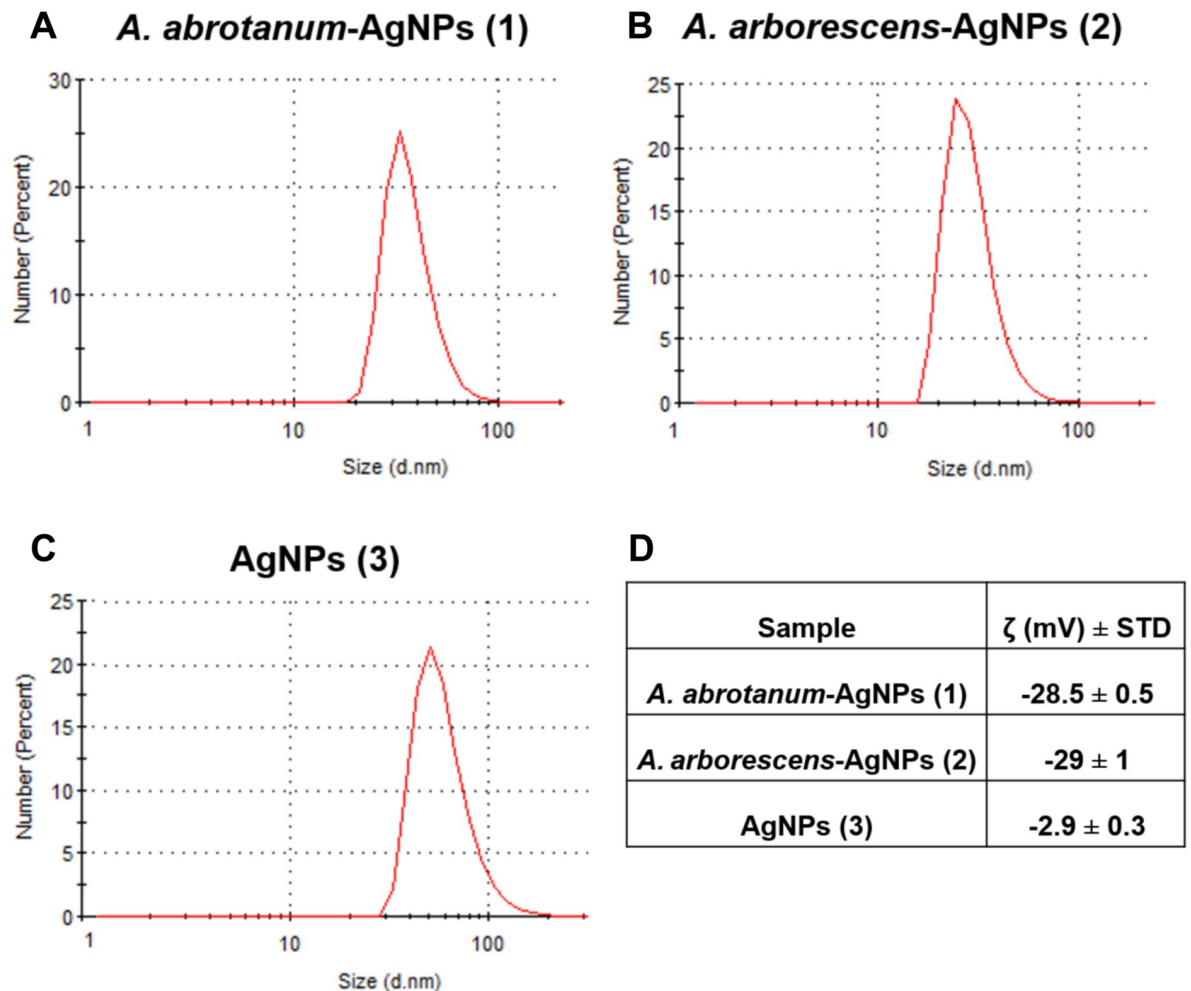 A
A. abrotanum-AgNPs (1)
30
20
10
0
Number (Percent)
1
10
100
Size (d.nm)
B
A. arborescens-AgNPs (2)
25
20
15
10
5
0
Number (Percent)
1
10
100
Size (d.nm)
C
AgNPs (3)
25
20
15
10
5
0
Number (Percent)
1
10
100
Size (d.nm)
D
Sample ζ (mV) ± STD
A. abrotanum-AgNPs (1) -28.5 ± 0.5
A. arborescens-AgNPs (2) -29 ± 1
AgNPs (3) -2.9 ± 0.3